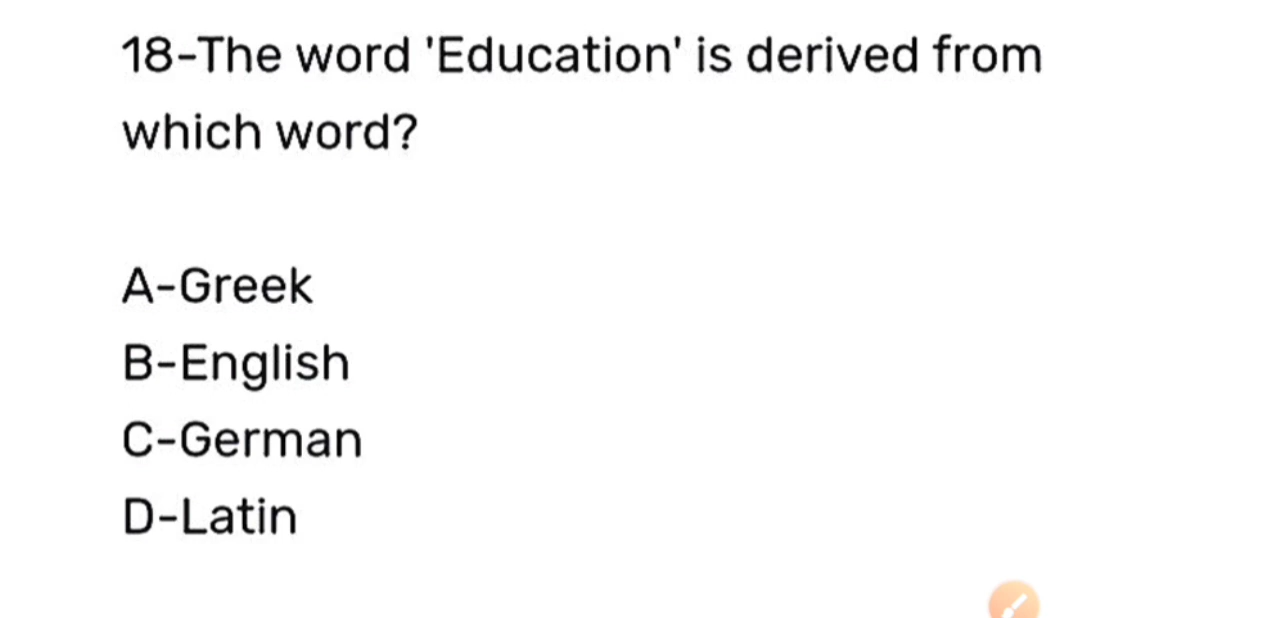 18-The word 'Education' is derived from
which word?
A-Greek
B-English
C-German
D-Latin